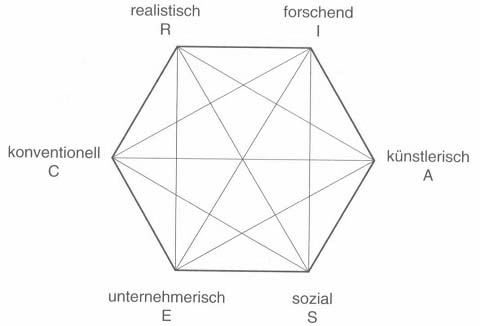 realistisch
R
forschend
I
konventionell
C
künstlerisch
A
unternehmerisch
E
sozial
S